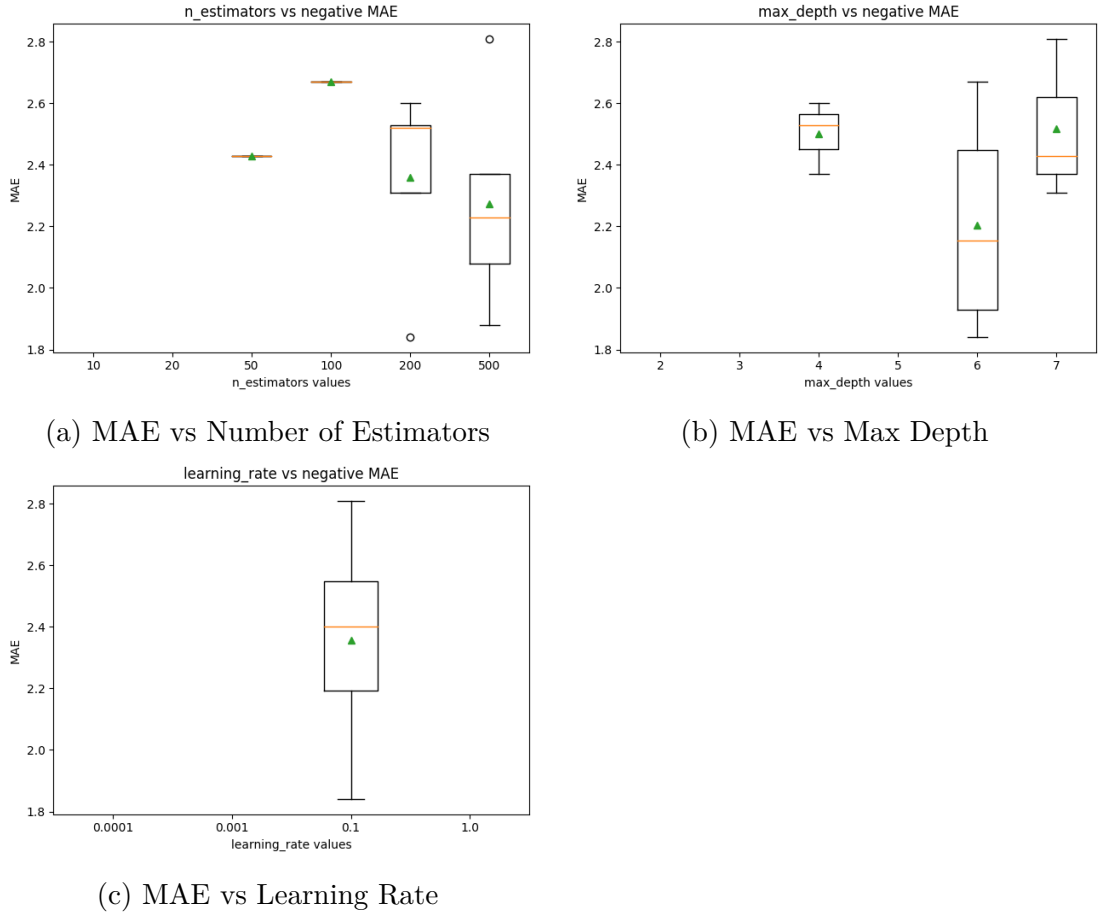 n_estimators vs negative MAE
2.8
2.6
2.4
2.2
2.0
1.8
MAE
10 20 50 100 200 500
n_estimators values
(a) MAE vs Number of Estimators
max_depth vs negative MAE
2.8
2.6
2.4
2.2
2.0
1.8
MAE
2 3 4 5 6 7
max_depth values
(b) MAE vs Max Depth
learning_rate vs negative MAE
2.8
2.6
2.4
2.2
2.0
1.8
MAE
0.0001 0.001 0.1 1.0
learning_rate values
(c) MAE vs Learning Rate